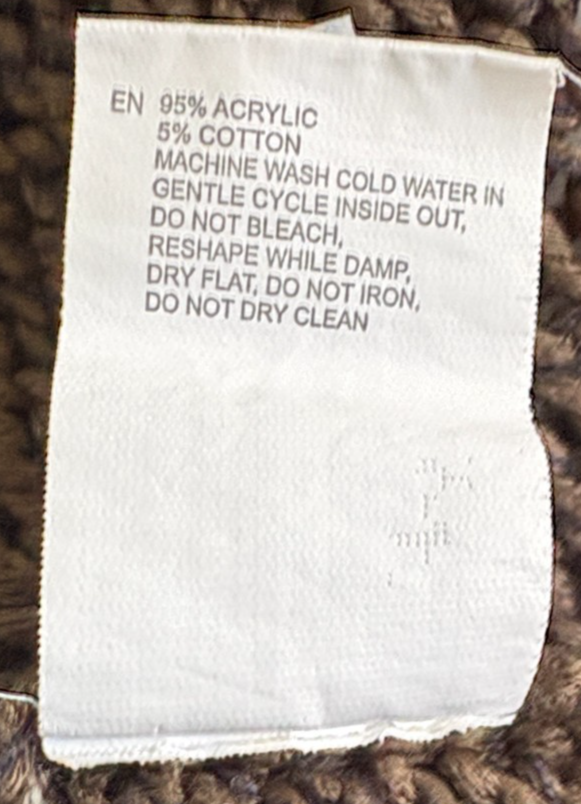 EN 95% ACRYLIC
5% COTTON
MACHINE WASH COLD WATER IN
GENTLE CYCLE INSIDE OUT,
DO NOT BLEACH,
RESHAPE WHILE DAMP,
DRY FLAT, DO NOT IRON,
DO NOT DRY CLEAN